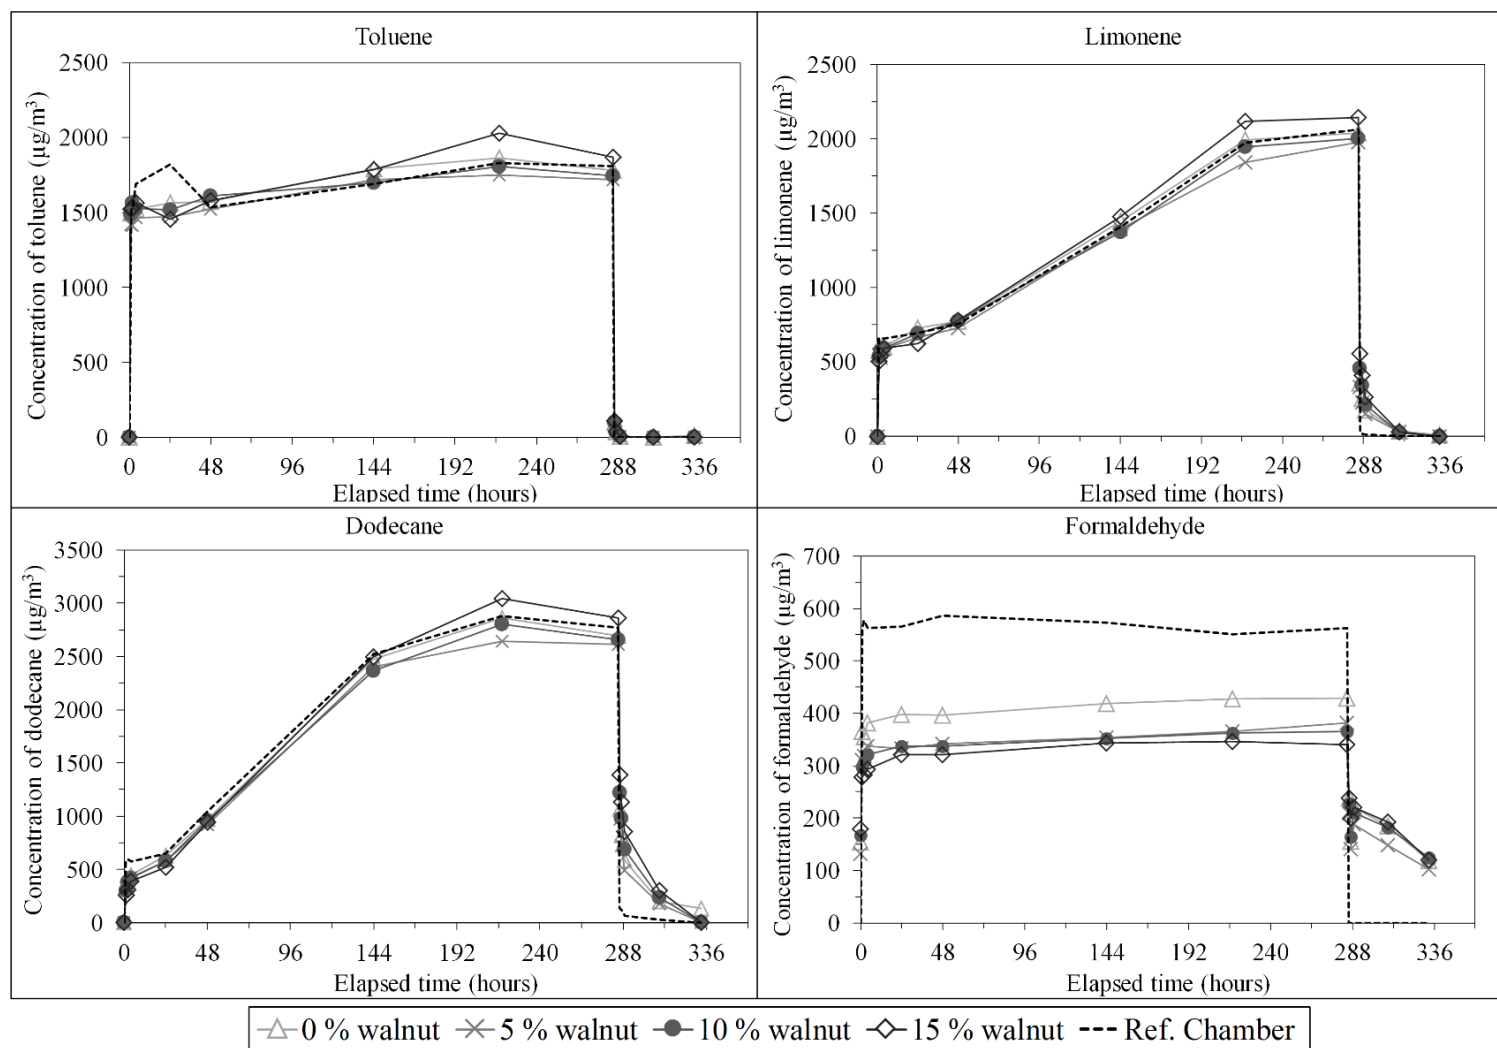 Toluene
Concentration of toluene (µg/m³)
2500
2000
1500
1000
500
0
0 48 96 144 192 240 288 336
Elapsed time (hours)
Limonene
Concentration of limonene (µg/m³)
2500
2000
1500
1000
500
0
0 48 96 144 192 240 288 336
Elapsed time (hours)
Dodecane
Concentration of dodecane (µg/m³)
3500
3000
2500
2000
1500
1000
500
0
0 48 96 144 192 240 288 336
Elapsed time (hours)
Formaldehyde
Concentration of formaldehyde (µg/m³)
700
600
500
400
300
200
100
0
0 48 96 144 192 240 288 336
Elapsed time (hours)
0 % walnut 5 % walnut 10 % walnut 15 % walnut Ref. Chamber